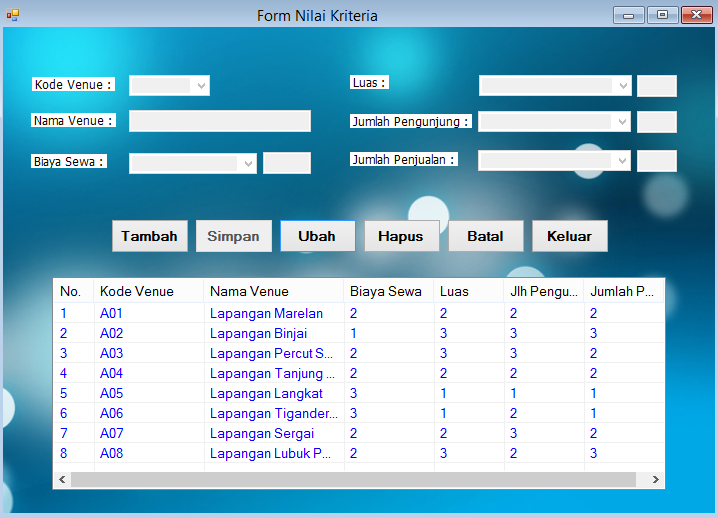 Form Nilai Kriteria
Kode Venue :
Luas :
Nama Venue :
Jumlah Pengunjung :
Biaya Sewa :
Jumlah Penjualan :
Tambah Simpan Ubah Hapus Batal Keluar
No. Kode Venue Nama Venue Biaya Sewa Luas Jlh Pengu... Jumlah P...
1 A01 Lapangan Marelan 2 2 2 2
2 A02 Lapangan Binjai 1 3 3 3
3 A03 Lapangan Percut S... 2 3 3 2
4 A04 Lapangan Tanjung ... 2 2 2 2
5 A05 Lapangan Langkat 3 1 1 1
6 A06 Lapangan Tigander... 3 1 2 1
7 A07 Lapangan Sergai 2 2 3 2
8 A08 Lapangan Lubuk P... 2 3 2 3